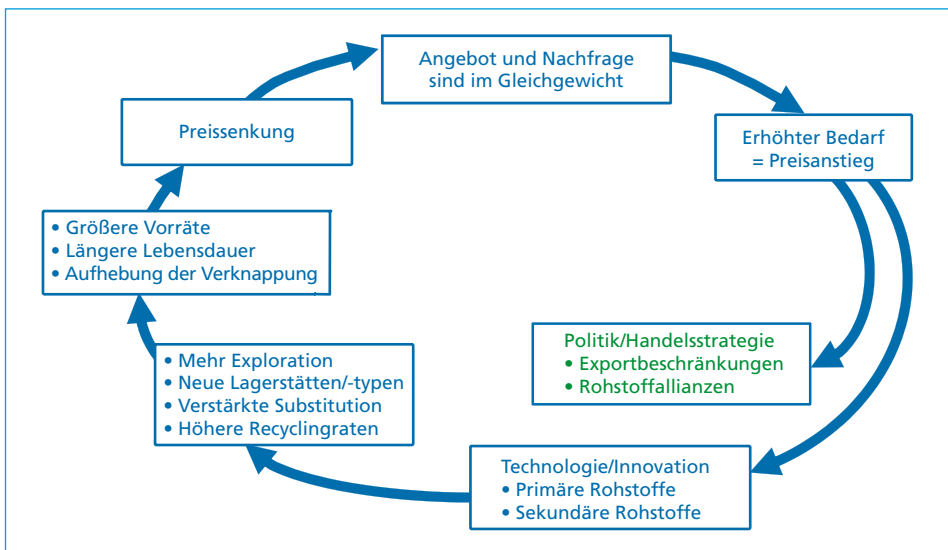 Angebot und Nachfrage
sind im Gleichgewicht
Erhöhter Bedarf
= Preisanstieg
Politik/Handelsstrategie
• Exportbeschränkungen
• Rohstoffallianzen
Technologie/Innovation
• Primäre Rohstoffe
• Sekundäre Rohstoffe
• Mehr Exploration
• Neue Lagerstätten/-typen
• Verstärkte Substitution
• Höhere Recyclingraten
• Größere Vorräte
• Längere Lebensdauer
• Aufhebung der Verknappung
Preissenkung